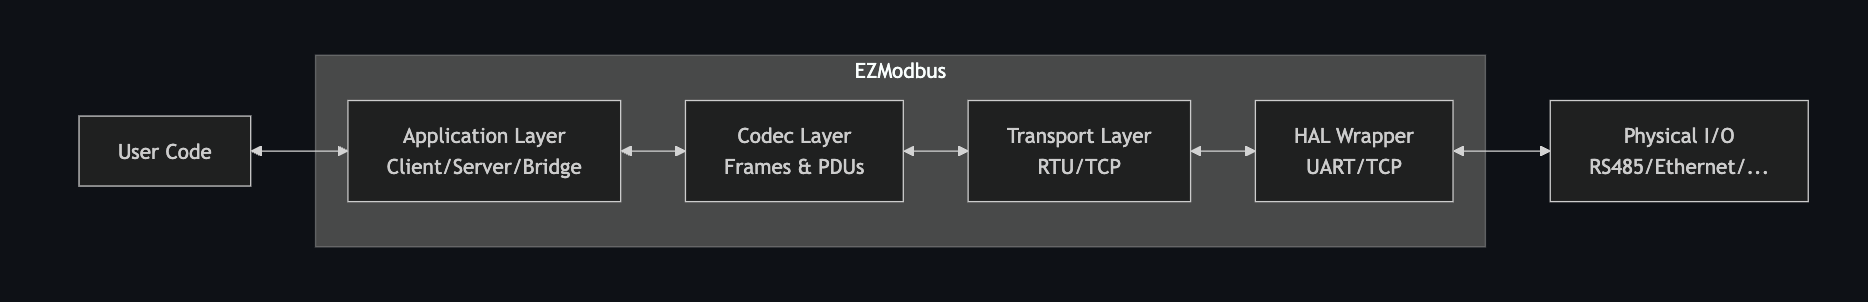 EZModbus
User Code
Application Layer
Client/Server/Bridge
Codec Layer
Frames & PDUs
Transport Layer
RTU/TCP
HAL Wrapper
UART/TCP
Physical I/O
RS485/Ethernet/...